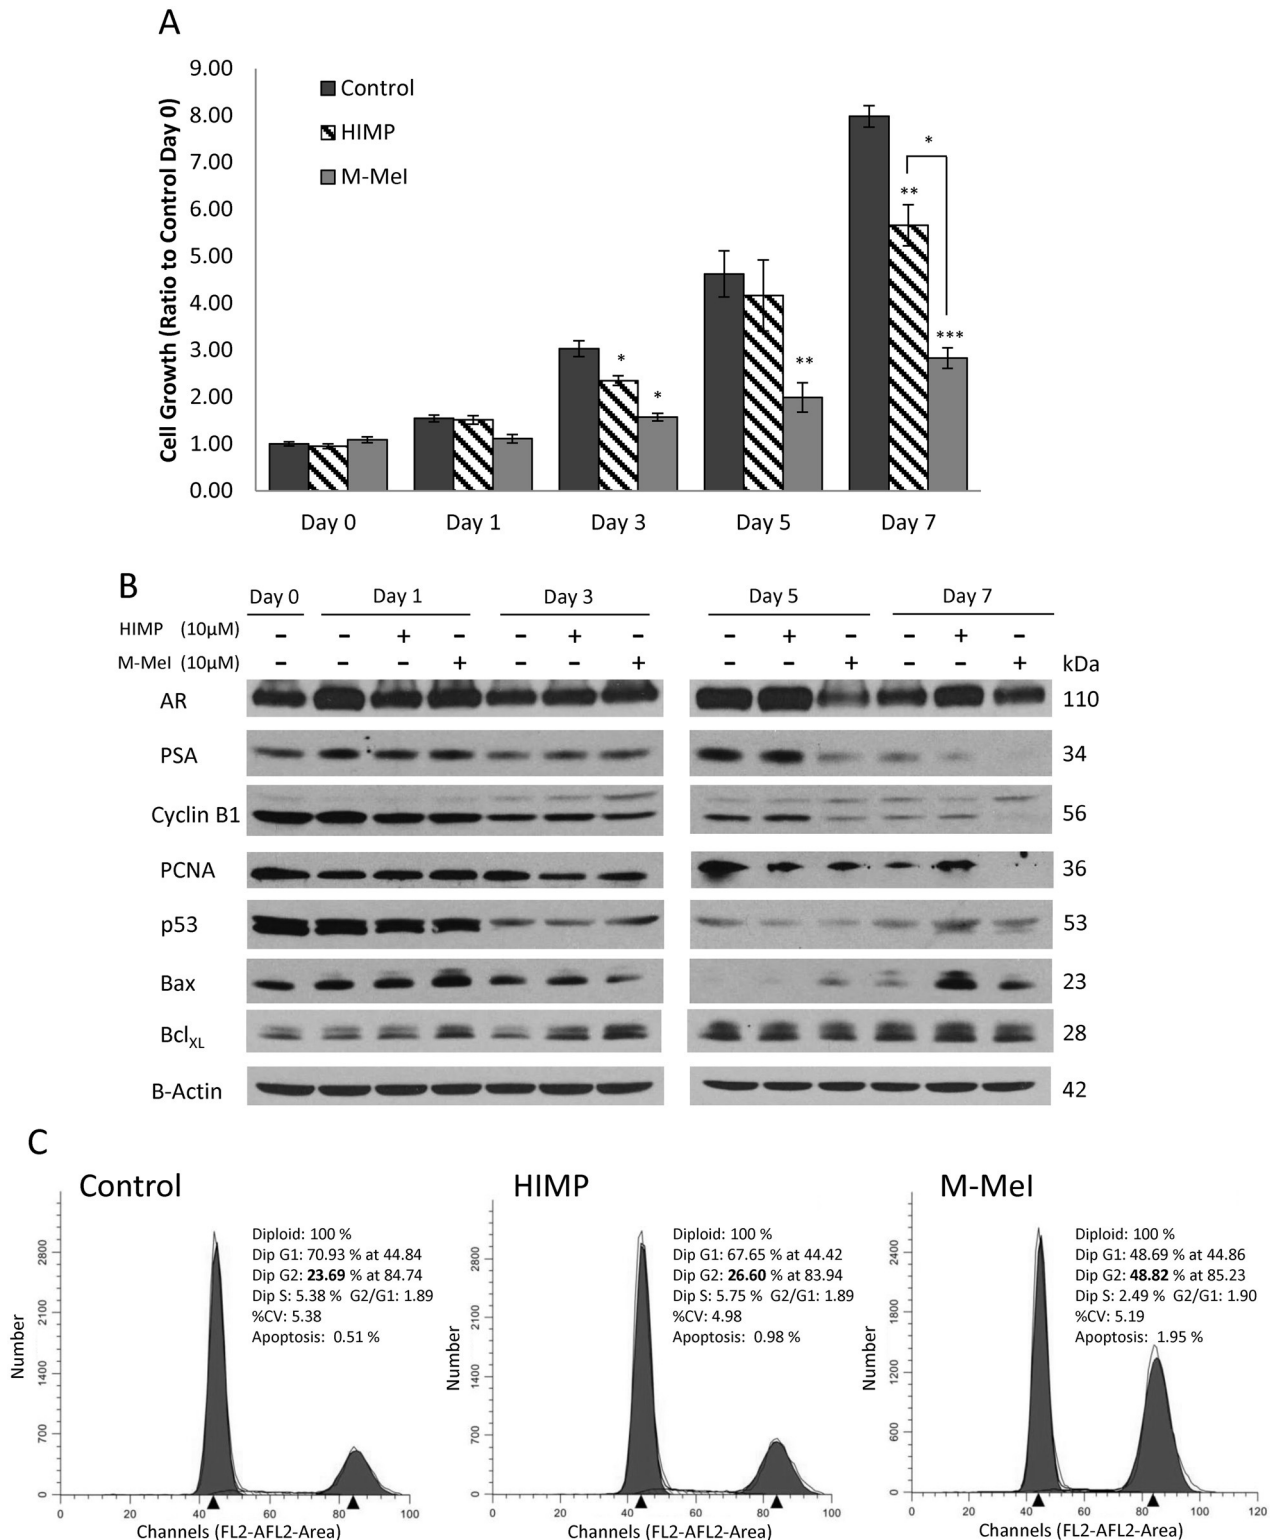 A
Cell Growth (Ratio to Control Day 0)
9.00
8.00
7.00
6.00
5.00
4.00
3.00
2.00
1.00
0.00
Control
HIMP
M-Mel
*
*
**
*
**
***
Day 0 Day 1 Day 3 Day 5 Day 7
B
Day 0 Day 1 Day 3 Day 5 Day 7
HIMP (10µM) – – + – – + – – + – – + –
M-Mel (10µM) – – – + – – + – – + – – + kDa
AR 110
PSA 34
Cyclin B1 56
PCNA 36
p53 53
Bax 23
BclXL 28
B-Actin 42
C
Control
Diploid: 100 %
Dip G1: 70.93 % at 44.84
Dip G2: 23.69 % at 84.74
Dip S: 5.38 % G2/G1: 1.89
%CV: 5.38
Apoptosis: 0.51 %
Number
2800
2100
1400
700
0
0 20 40 60 80 100
Channels (FL2-AFL2-Area)
HIMP
Diploid: 100 %
Dip G1: 67.65 % at 44.42
Dip G2: 26.60 % at 83.94
Dip S: 5.75 % G2/G1: 1.89
%CV: 4.98
Apoptosis: 0.98 %
Number
2800
2100
1400
700
0
0 20 40 60 80 100
Channels (FL2-AFL2-Area)
M-Mel
Diploid: 100 %
Dip G1: 48.69 % at 44.86
Dip G2: 48.82 % at 85.23
Dip S: 2.49 % G2/G1: 1.90
%CV: 5.19
Apoptosis: 1.95 %
Number
2400
1800
1200
600
0
0 20 40 60 80 100 120
Channels (FL2-AFL2-Area)